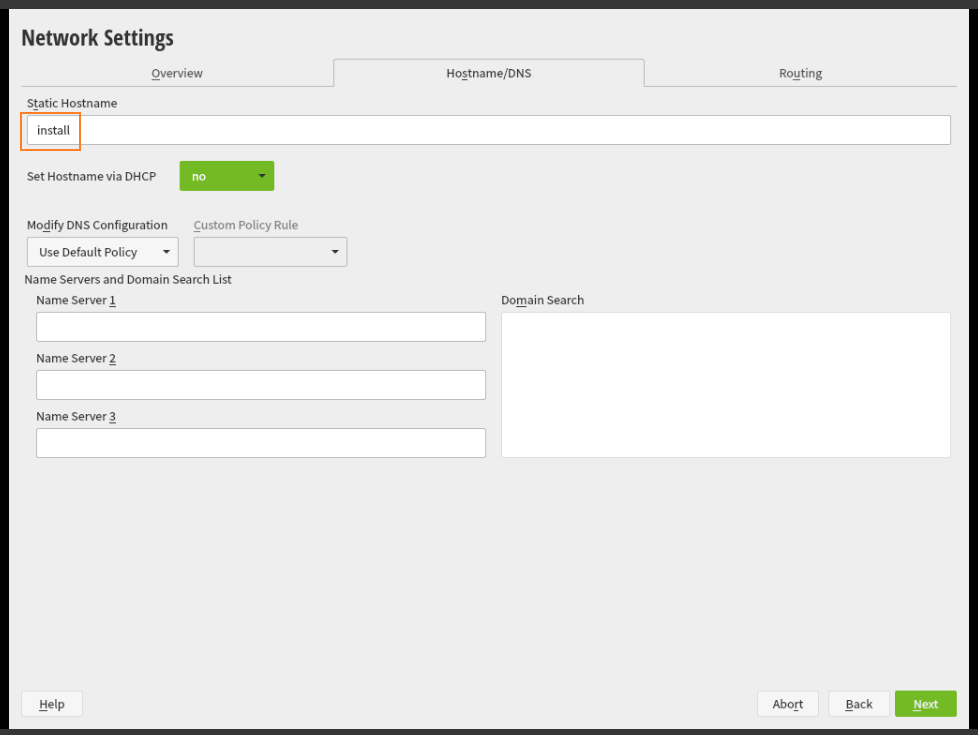 Network Settings
Overview Hostname/DNS Routing
Static Hostname
install
Set Hostname via DHCP no
Modify DNS Configuration Custom Policy Rule
Use Default Policy
Name Servers and Domain Search List
Name Server 1 Domain Search
Name Server 2
Name Server 3
Help Abort Back Next